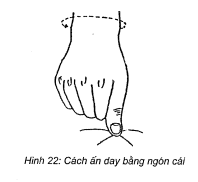 Hình 22: Cách ấn day bằng ngón cái